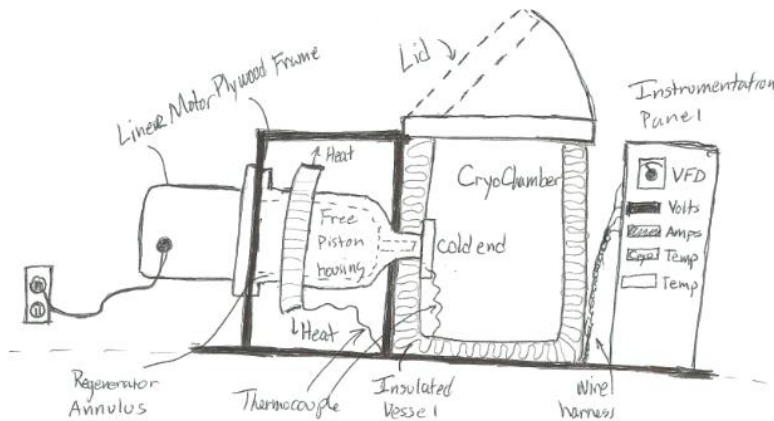 Lid
Linear Motor
Plywood Frame
Instrumentation
Panel
Heat
CryoChamber
VFD
Volts
Amps
Temp
Temp
Free
Piston
housing
Cold end
Heat
Regenerator
Annulus
Thermocouple
Insulated
Vessel
Wire
harness